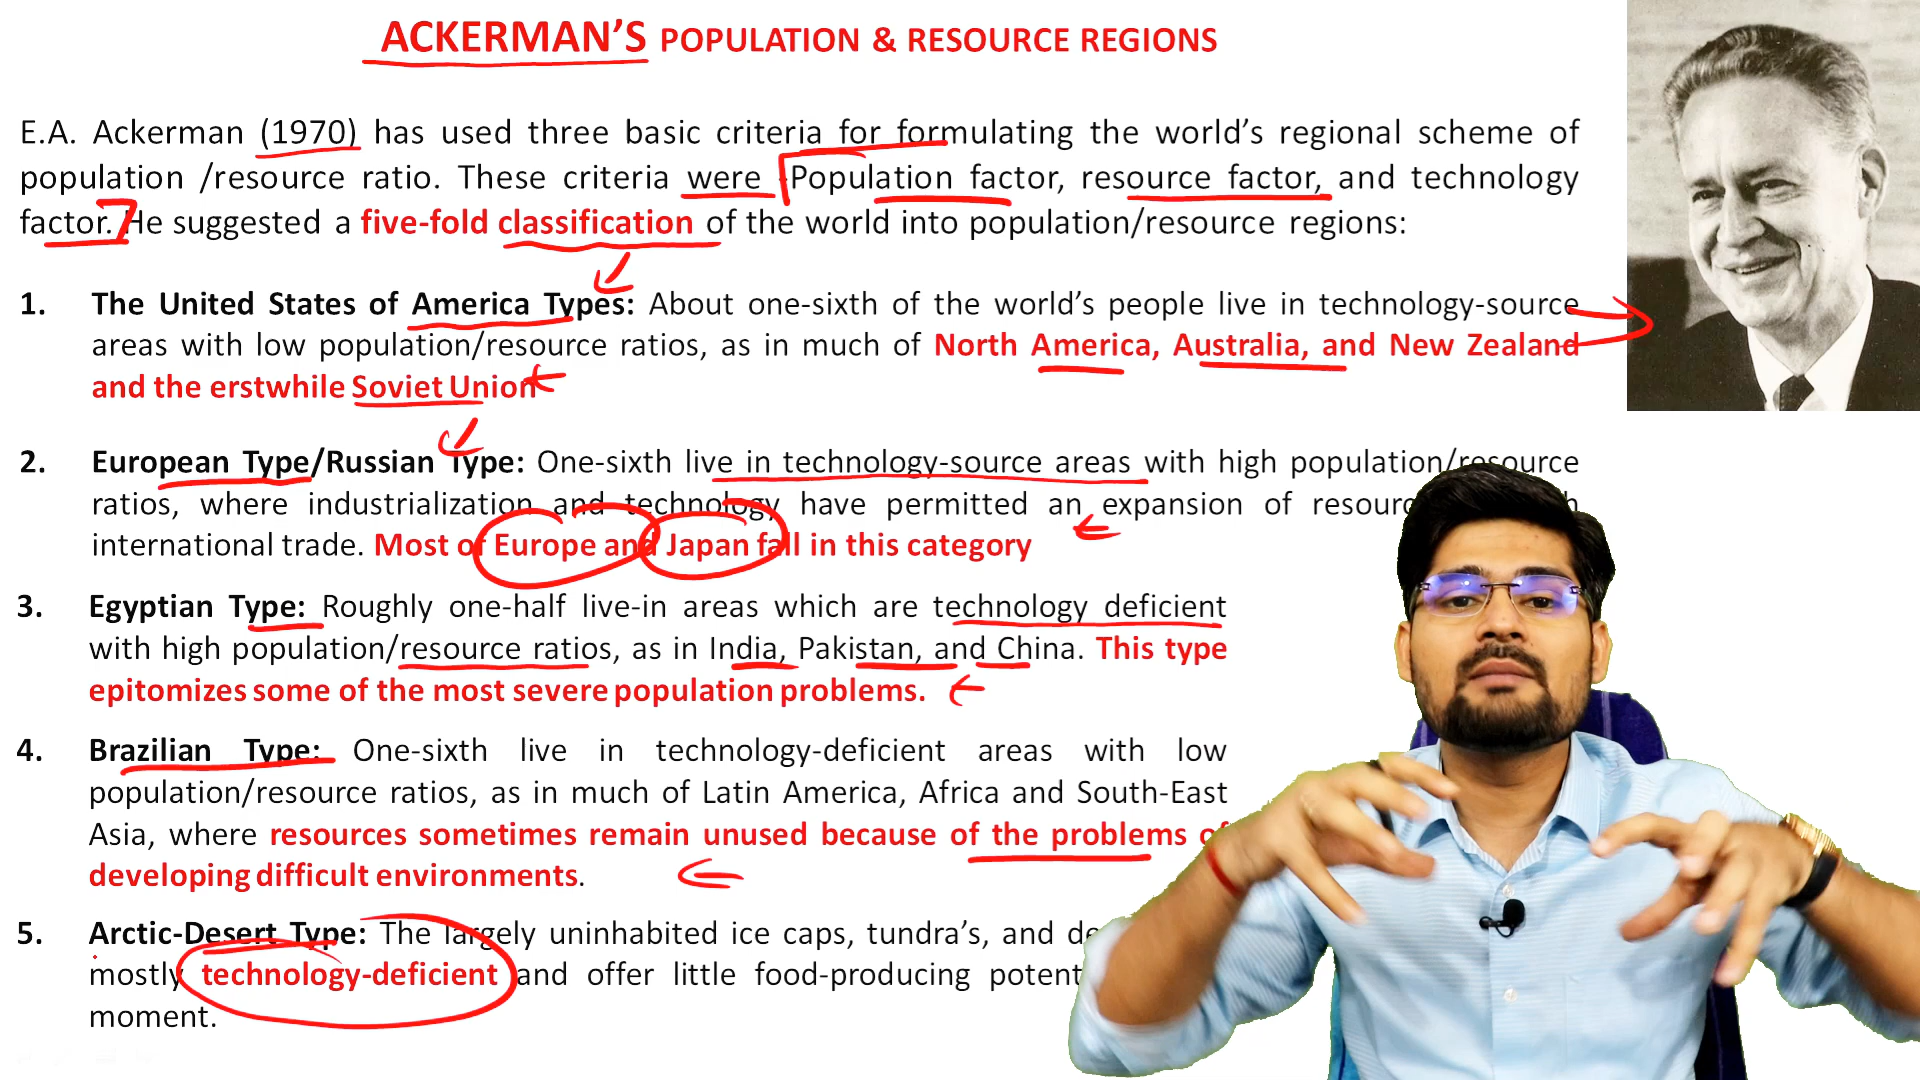 ACKERMAN’S POPULATION & RESOURCE REGIONS
E.A. Ackerman (1970) has used three basic criteria for formulating the world’s regional scheme of
population /resource ratio. These criteria were Population factor, resource factor, and technology
factor. He suggested a five-fold classification of the world into population/resource regions:
1. The United States of America Types: About one-sixth of the world’s people live in technology-source
areas with low population/resource ratios, as in much of North America, Australia, and New Zealand
and the erstwhile Soviet Union
2. European Type/Russian Type: One-sixth live in technology-source areas with high population/resource
ratios, where industrialization and technology have permitted an expansion of
international trade. Most of Europe and Japan fall in this category
3. Egyptian Type: Roughly one-half live-in areas which are technology deficient
with high population/resource ratios, as in India, Pakistan, and China. This type
epitomizes some of the most severe population problems.
4. Brazilian Type: One-sixth live in technology-deficient areas with low
population/resource ratios, as in much of Latin America, Africa and South-East
Asia, where resources sometimes remain unused because of the problems of
developing difficult environments.
5. Arctic-Desert Type: The largely uninhabited ice caps, tundra’s, and
mostly technology-deficient and offer little food-producing
moment.